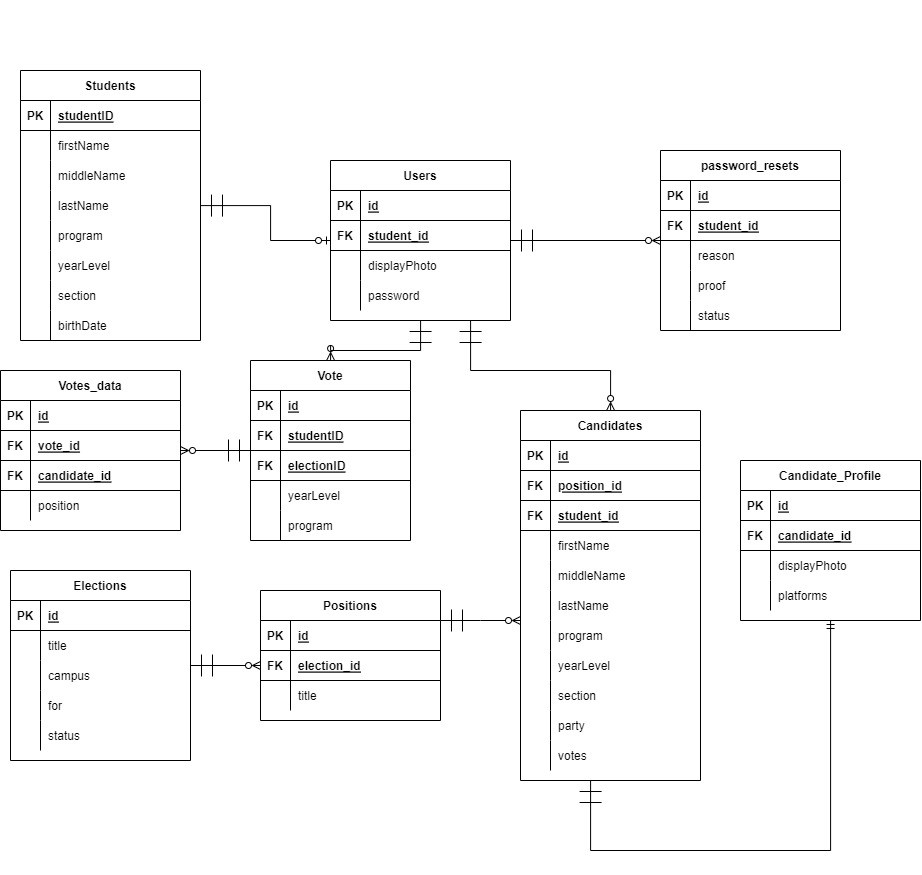 Students
PK studentID
firstName
middleName
lastName
program
yearLevel
section
birthDate
Users
PK id
FK student_id
displayPhoto
password
password_resets
PK id
FK student_id
reason
proof
status
Votes_data
PK id
FK vote_id
FK candidate_id
position
Vote
PK id
FK studentID
FK electionID
yearLevel
program
Candidates
PK id
FK position_id
FK student_id
firstName
middleName
lastName
program
yearLevel
section
party
votes
Candidate_Profile
PK id
FK candidate_id
displayPhoto
platforms
Elections
PK id
title
campus
for
status
Positions
PK id
FK election_id
title